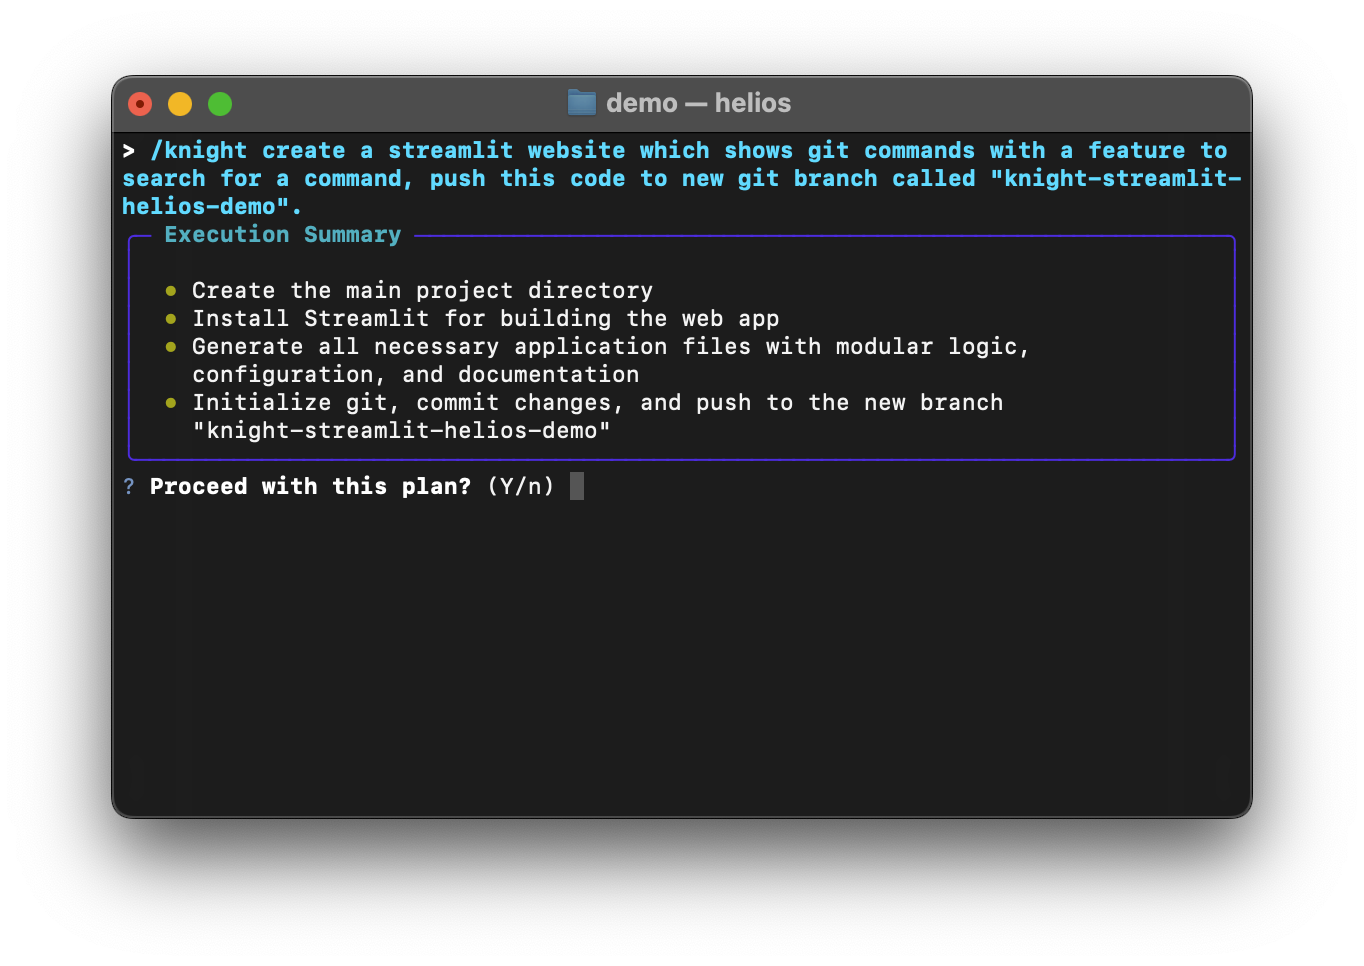 demo — helios
> /knight create a streamlit website which shows git commands with a feature to
search for a command, push this code to new git branch called "knight-streamlit-
helios-demo".
Execution Summary
● Create the main project directory
● Install Streamlit for building the web app
● Generate all necessary application files with modular logic,
configuration, and documentation
● Initialize git, commit changes, and push to the new branch
"knight-streamlit-helios-demo"
? Proceed with this plan? (Y/n)